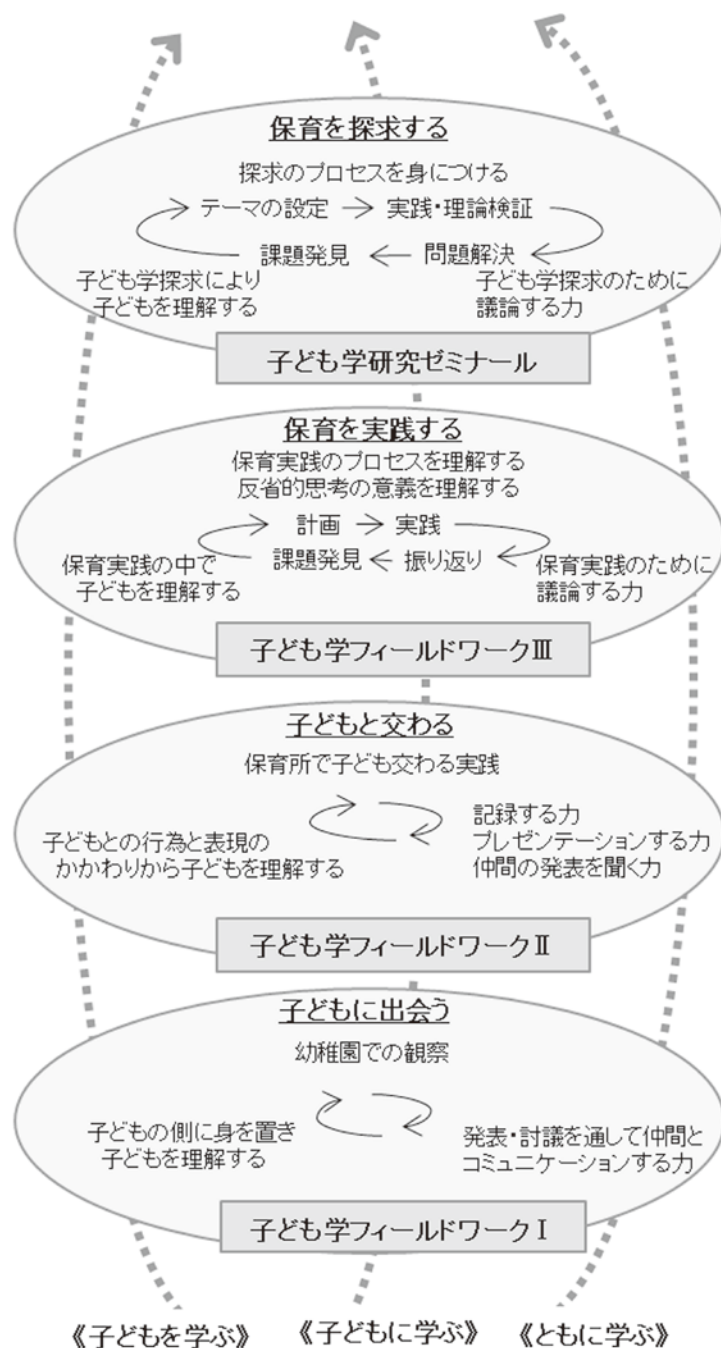 保育を探求する
探求のプロセスを身につける
テーマの設定 → 実践・理論検証
課題発見 ← 問題解決
子ども学探求により
子どもを理解する
子ども学探求のために
議論する力
子ども学研究ゼミナール
保育を実践する
保育実践のプロセスを理解する
反省的思考の意義を理解する
計画 → 実践
課題発見 ← 振り返り
保育実践の中で
子どもを理解する
保育実践のために
議論する力
子ども学フィールドワークⅢ
子どもと交わる
保育所で子ども交わる実践
子どもとの行為と表現の
かかわりから子どもを理解する
記録する力
プレゼンテーションする力
仲間の発表を聞く力
子ども学フィールドワークⅡ
子どもに出会う
幼稚園での観察
子どもの側に身を置き
子どもを理解する
発表・討議を通して仲間と
コミュニケーションする力
子ども学フィールドワークⅠ
《子どもを学ぶ》 《子どもに学ぶ》 《ともに学ぶ》